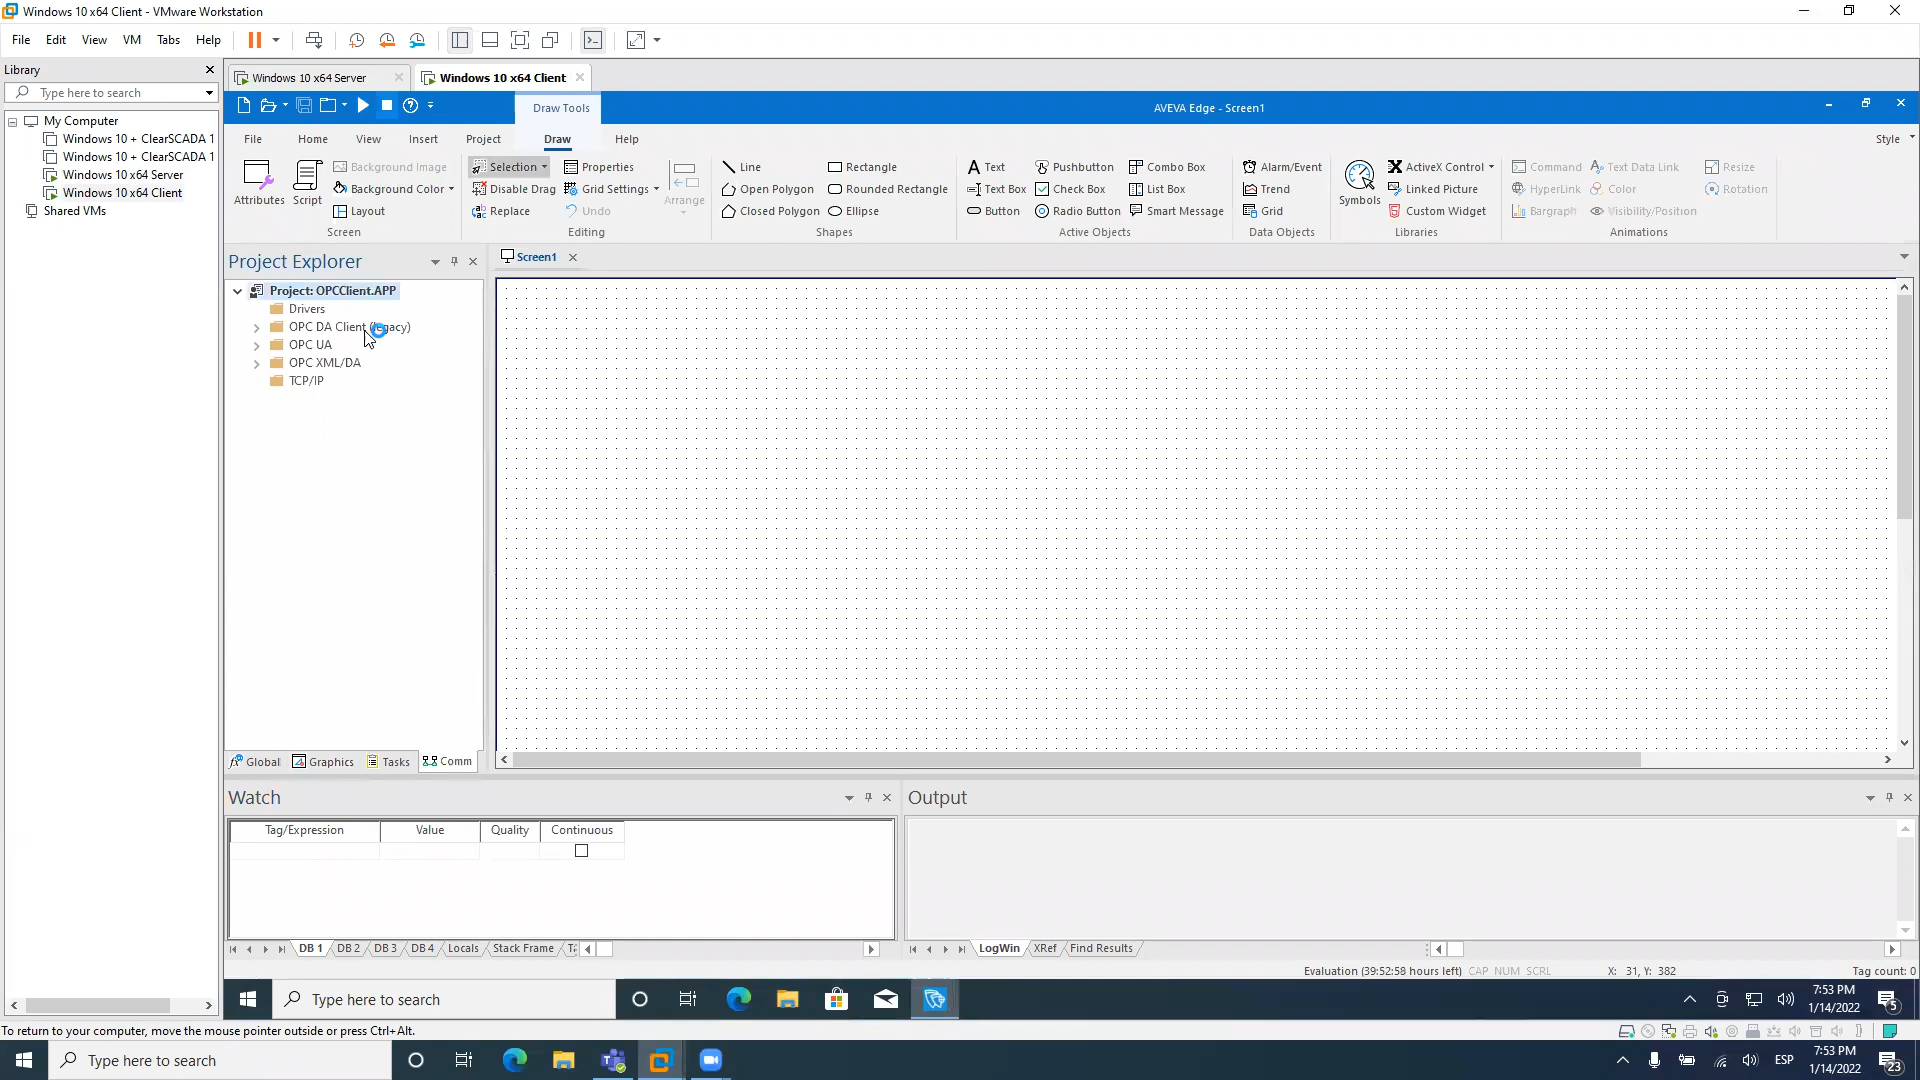 Windows 10 x64 Client - VMware Workstation
File Edit View VM Tabs Help
Library
Type here to search
My Computer
Windows 10 + ClearSCADA 1
Windows 10 + ClearSCADA 1
Windows 10 x64 Server
Windows 10 x64 Client
Shared VMs
Windows 10 x64 Server
Windows 10 x64 Client
Draw Tools
AVEVA Edge - Screen1
File Home View Insert Project Draw Help
Style
Attributes
Script
Background Image
Background Color
Layout
Screen
Selection
Disable Drag
Replace
Properties
Grid Settings
Undo
Arrange
Editing
Line
Open Polygon
Closed Polygon
Rectangle
Rounded Rectangle
Ellipse
Shapes
Text
Text Box
Button
Pushbutton
Check Box
Radio Button
Combo Box
List Box
Smart Message
Active Objects
Alarm/Event
Trend
Grid
Data Objects
Symbols
ActiveX Control
Linked Picture
Custom Widget
Libraries
Command
HyperLink
Bargraph
Text Data Link
Color
Visibility/Position
Resize
Rotation
Animations
Project Explorer
Project: OPCClient.APP
Drivers
OPC DA Client (legacy)
OPC UA
OPC XML/DA
TCP/IP
Global Graphics Tasks Comm
Screen1
Watch
Tag/Expression Value Quality Continuous
DB 1 DB 2 DB 3 DB 4 Locals Stack Frame
Output
LogWin XRef Find Results
Evaluation (39:52:58 hours left) CAP NUM SCRL X: 31, Y: 382 Tag count: 0
Type here to search
7:53 PM
1/14/2022
5
To return to your computer, move the mouse pointer outside or press Ctrl+Alt.
Type here to search
ESP
7:53 PM
1/14/2022
23